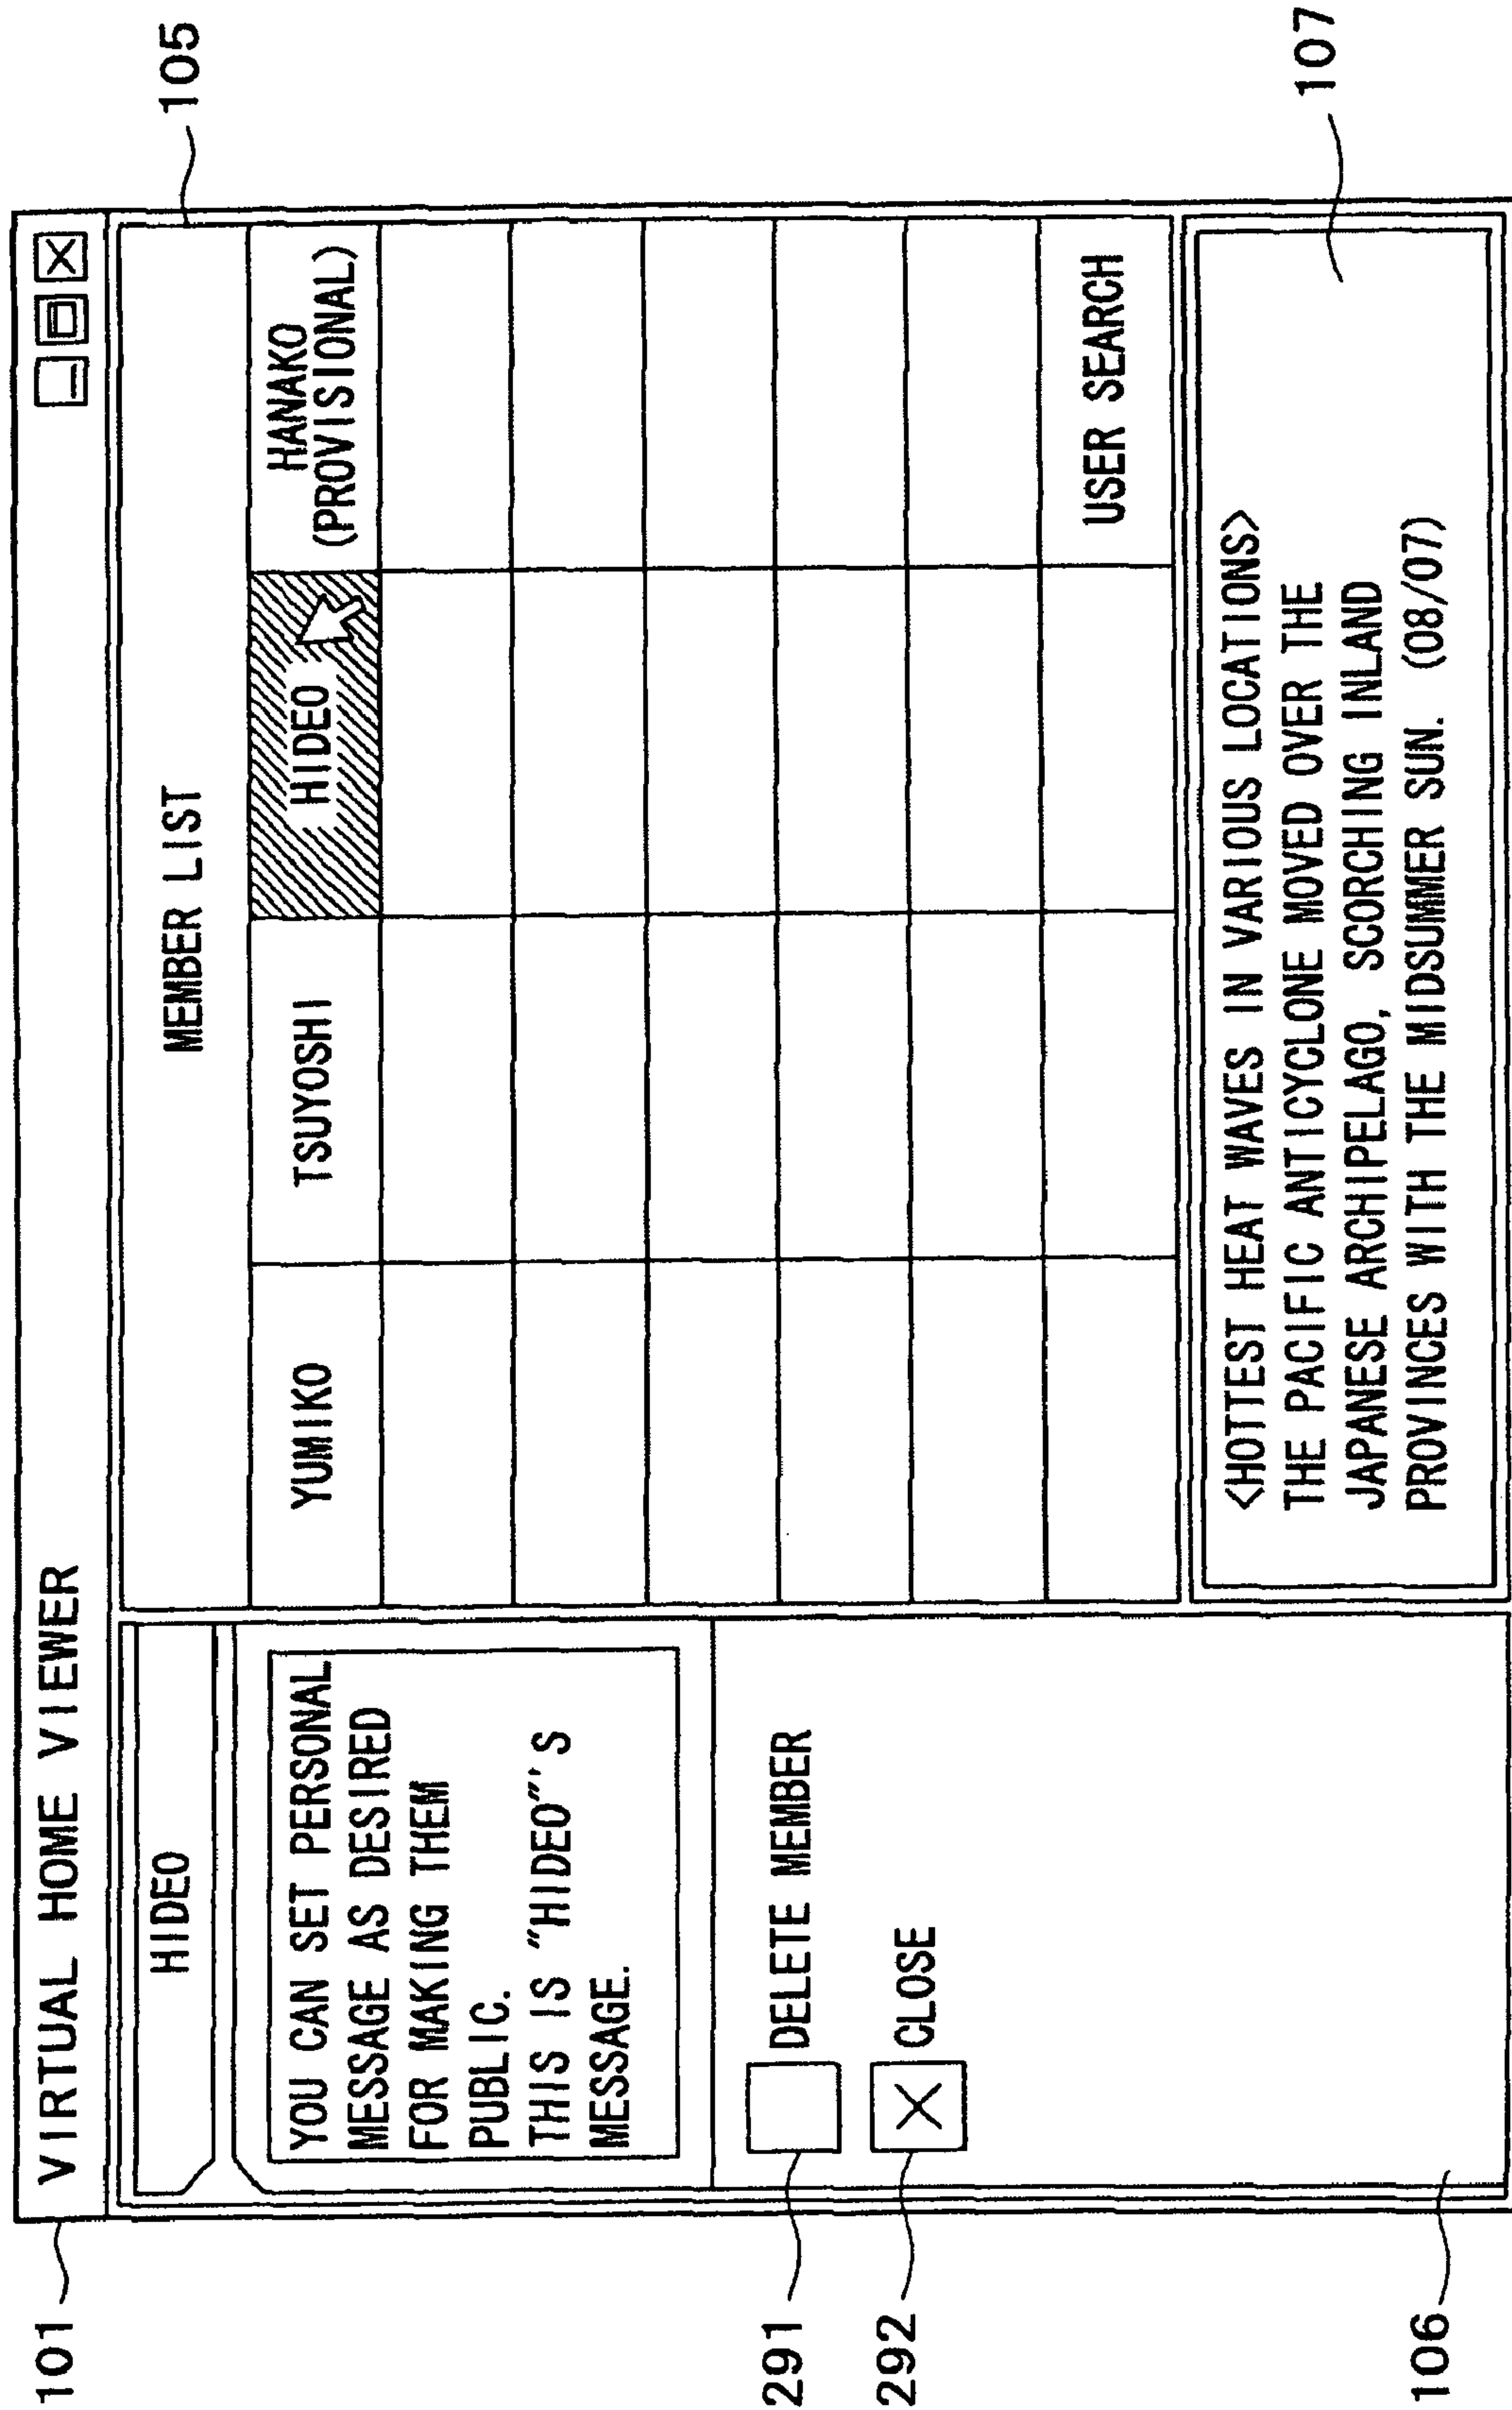 101
VIRTUAL HOME VIEWER
HIDEO
YOU CAN SET PERSONAL
MESSAGE AS DESIRED
FOR MAKING THEM
PUBLIC.
THIS IS "HIDEO"'S
MESSAGE.
291
DELETE MEMBER
292
CLOSE
106
MEMBER LIST
105
YUMIKO
TSUYOSHI
HIDEO
HANAKO
(PROVISIONAL)
USER SEARCH
<HOTTEST HEAT WAVES IN VARIOUS LOCATIONS>
THE PACIFIC ANTICYCLONE MOVED OVER THE
JAPANESE ARCHIPELAGO, SCORCHING INLAND
PROVINCES WITH THE MIDSUMMER SUN. (08/07)
107